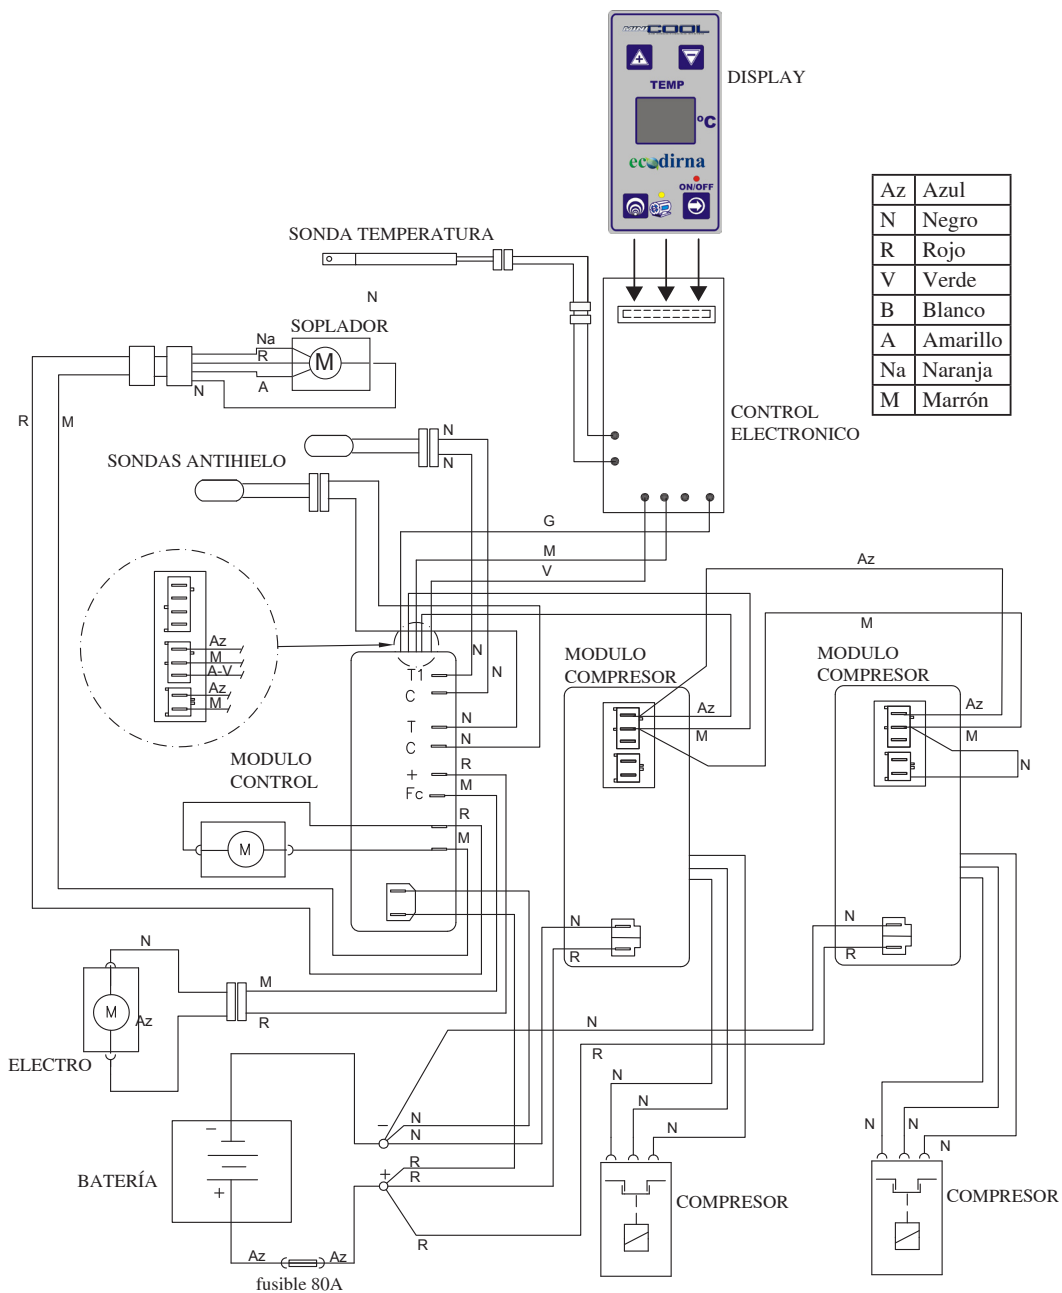 MINI COOL
TEMP
ºC
ecodirna
ON/OFF
DISPLAY
Az Azul
N Negro
R Rojo
V Verde
B Blanco
A Amarillo
Na Naranja
M Marrón
SONDA TEMPERATURA
N
SOPLADOR
Na
R
M
A
N
R
M
CONTROL
ELECTRONICO
N
N
SONDAS ANTIHIELO
G
M
V
Az
M
Az
M
A-V
Az
M
N
N
T1
C
T
C
+
Fc
N
N
R
M
R
M
MODULO
CONTROL
M
MODULO
COMPRESOR
Az
M
N
R
MODULO
COMPRESOR
Az
M
N
N
R
N
M
Az
ELECTRO
M
R
N
R
−
+
BATERÍA
−
N
N
+
R
R
R
Az
Az
fusible 80A
N
N
N
COMPRESOR
N
N
N
COMPRESOR